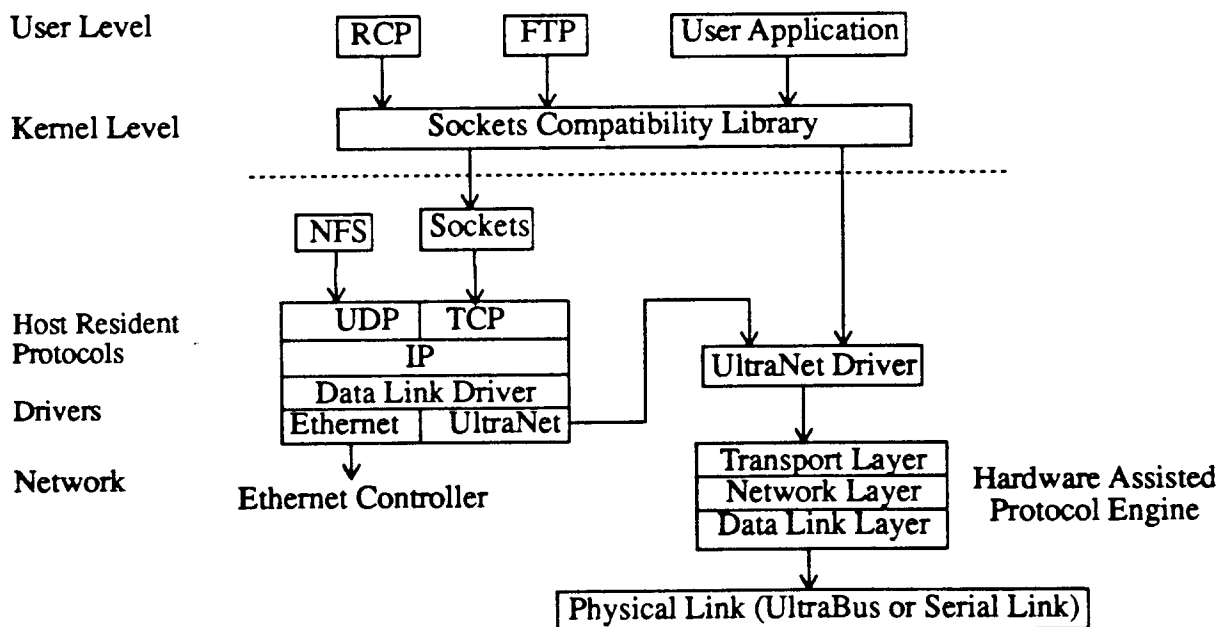 User Level
RCP
FTP
User Application
Kernel Level
Sockets Compatibility Library
NFS
Sockets
Host Resident
Protocols
UDP
TCP
IP
UltraNet Driver
Data Link Driver
Drivers
Ethernet
UltraNet
Network
Ethernet Controller
Transport Layer
Network Layer
Data Link Layer
Hardware Assisted
Protocol Engine
Physical Link (UltraBus or Serial Link)